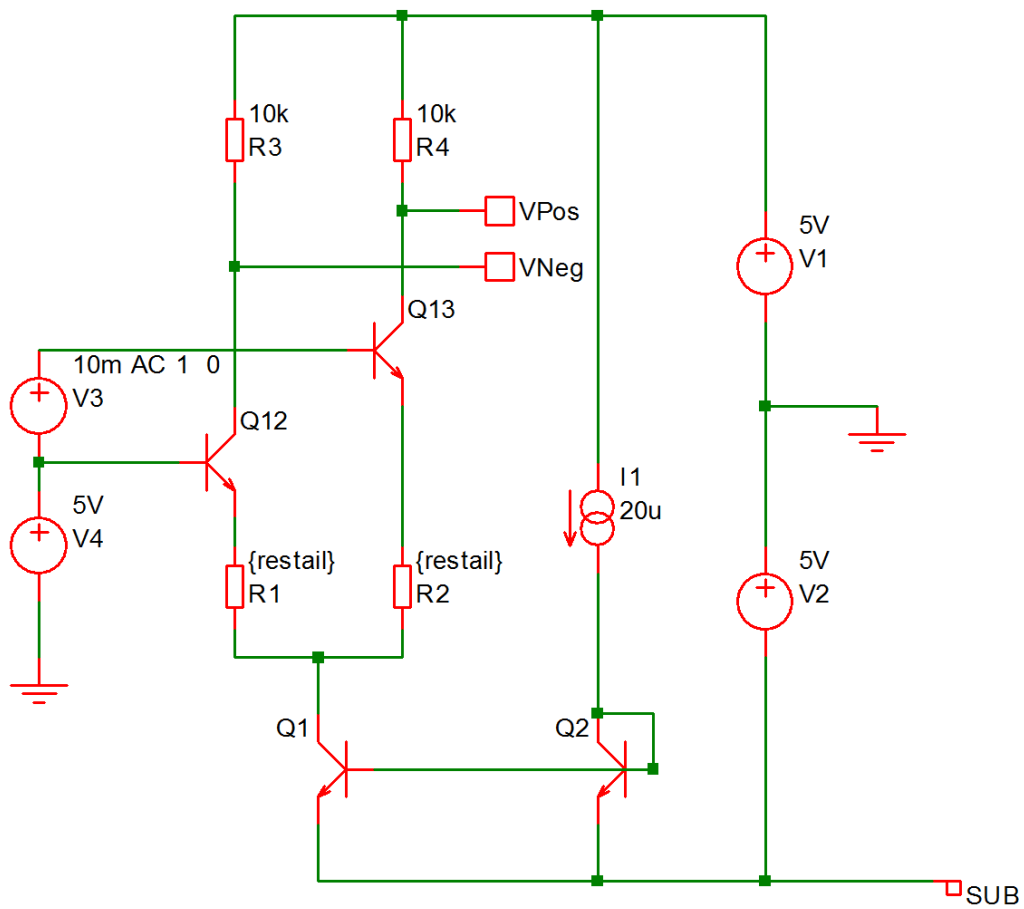 10k
R3
10k
R4
VPos
VNeg
5V
V1
Q13
10m AC 1 0
V3
Q12
5V
V4
I1
20u
{restail}
R1
{restail}
R2
5V
V2
Q1
Q2
SUB